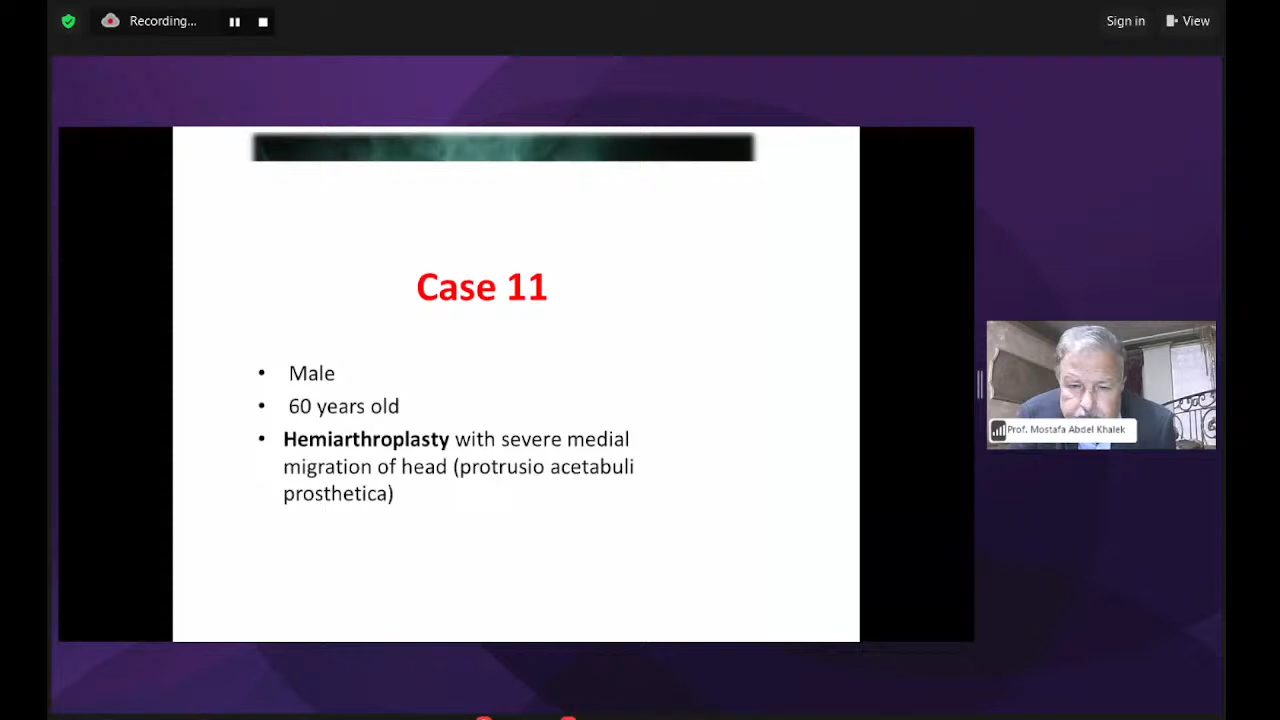 Recording...
Sign in
View
Case 11
• Male
• 60 years old
• Hemiarthroplasty with severe medial
migration of head (protrusio acetabuli
prosthetica)
Prof. Mostafa Abdel Khalek